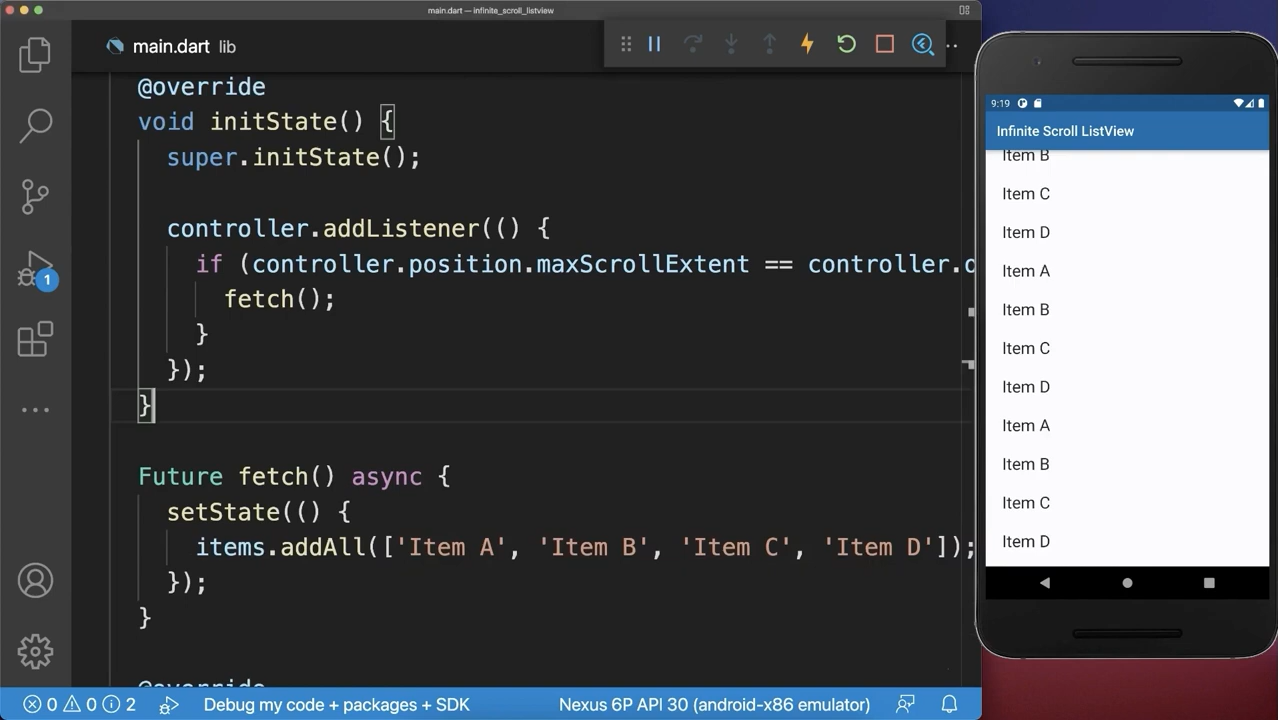 main.dart — infinite_scroll_listview
main.dart lib
@override
void initState() {
super.initState();
controller.addListener(() {
if (controller.position.maxScrollExtent == controller.o
fetch();
}
});
}
Future fetch() async {
setState(() {
items.addAll(['Item A', 'Item B', 'Item C', 'Item D']);
});
}
@override
1
0 0 2 Debug my code + packages + SDK Nexus 6P API 30 (android-x86 emulator)
9:19
Infinite Scroll ListView
Item B
Item C
Item D
Item A
Item B
Item C
Item D
Item A
Item B
Item C
Item D